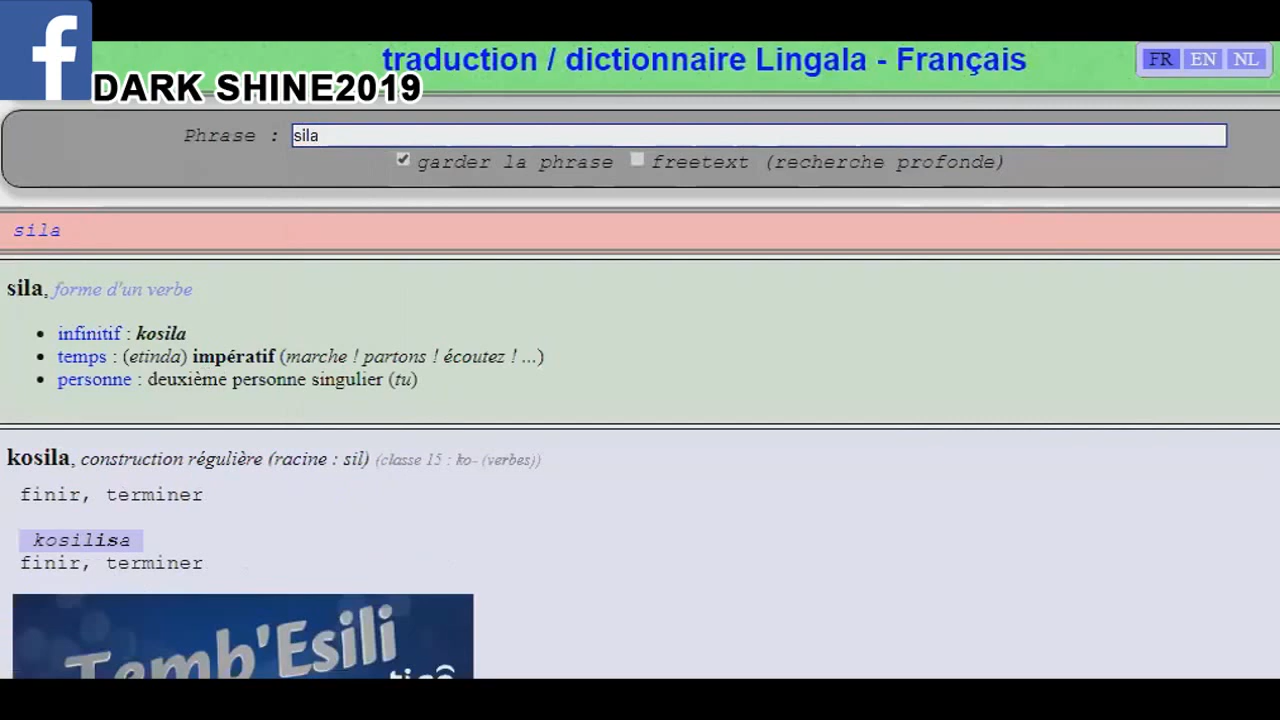 f
DARK SHINE2019
traduction / dictionnaire Lingala - Français
FR EN NL
Phrase : sila
garder la phrase freetext (recherche profonde)
sila
sila, forme d'un verbe
infinitif : kosila
temps : (etinda) impératif (marche ! partons ! écoutez ! ...)
personne : deuxième personne singulier (tu)
kosila, construction régulière (racine : sil) (classe 15 : ko- (verbes))
finir, terminer
kosilisa
finir, terminer
Temb'Esili